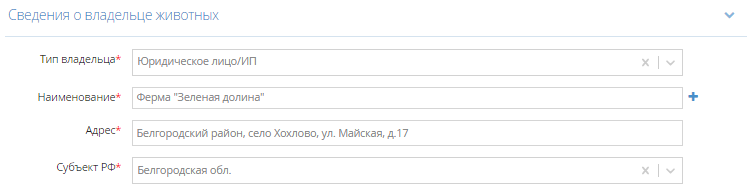 Сведения о владельце животных
Тип владельца* Юридическое лицо/ИП
Наименование* Ферма "Зеленая долина"
Адрес* Белгородский район, село Хохлово, ул. Майская, д.17
Субъект РФ* Белгородская обл.